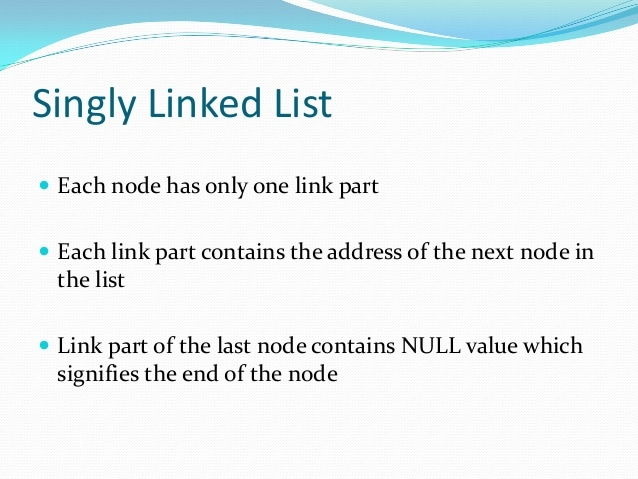 Singly Linked List
• Each node has only one link part
• Each link part contains the address of the next node in
the list
• Link part of the last node contains NULL value which
signifies the end of the node